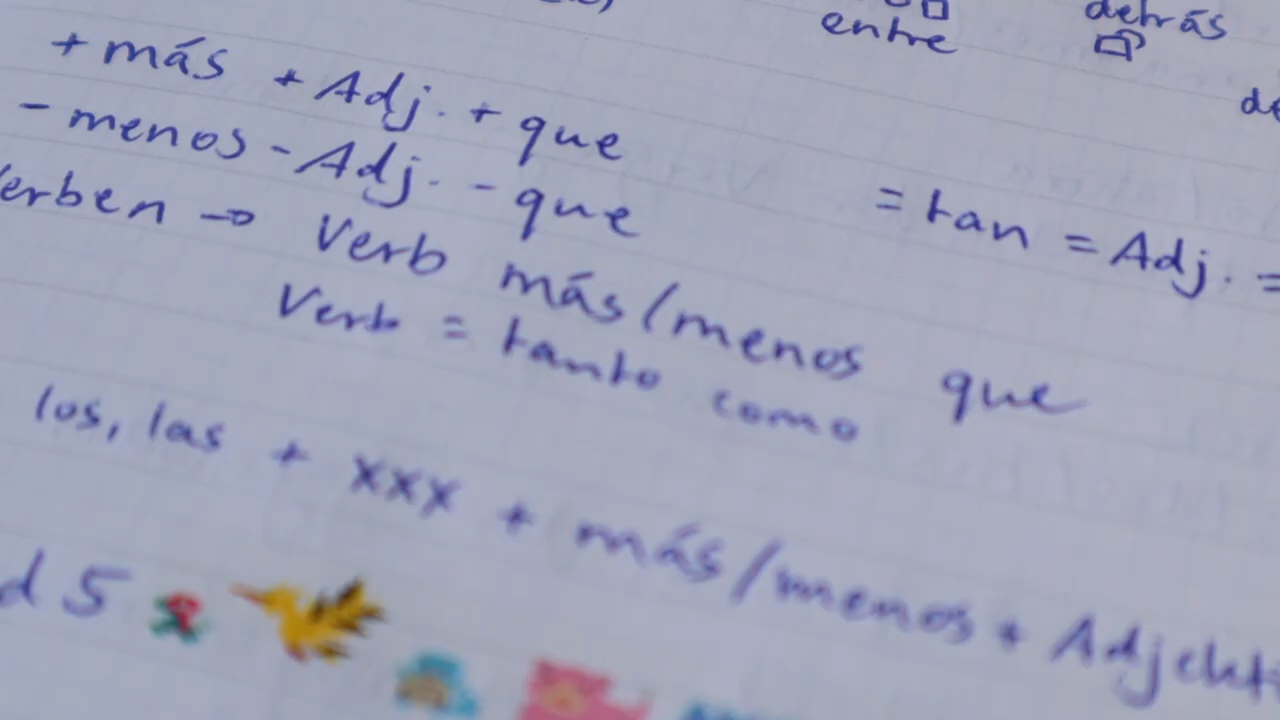 entre
detrás
+ más + Adj. + que
- menos - Adj. - que
= tan = Adj. =
Verben → Verb más/menos que
Verb = tanto como
los, las + xxx + más/menos + Adjekt
d 5